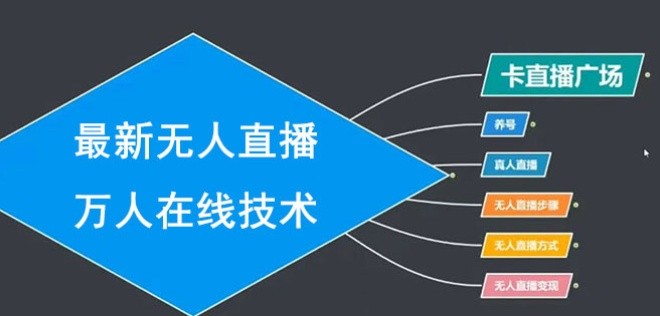 最新无人直播
万人在线技术
卡直播广场
养号
真人直播
无人直播步骤
无人直播方式
无人直播变现